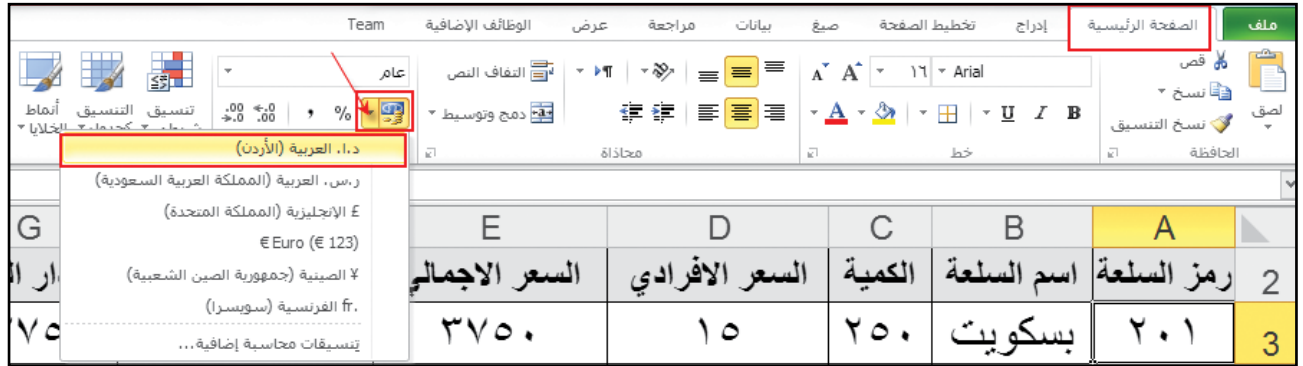 ملف الصفحة الرئيسية إدراج تخطيط الصفحة صيغ بيانات مراجعة عرض الوظائف الإضافية Team
لصق
قص
نسخ
نسخ التنسيق
الحافظة
Arial ١٦
B I U
خط
التفاف النص
دمج وتوسيط
محاذاة
عام
%
تنسيق
التنسيق
أنماط الخلايا
د.ا. العربية (الأردن)
ر.س. العربية (المملكة العربية السعودية)
£ الإنجليزية (المملكة المتحدة)
€ Euro (€ 123)
¥ الصينية (جمهورية الصين الشعبية)
fr. الفرنسية (سويسرا)
تنسيقات محاسبة إضافية...
A B C D E G
2 رمز السلعة اسم السلعة الكمية السعر الافرادي السعر الاجمالي
3 ٢٠١ بسكويت ٢٥٠ ١٥ ٣٧٥٠